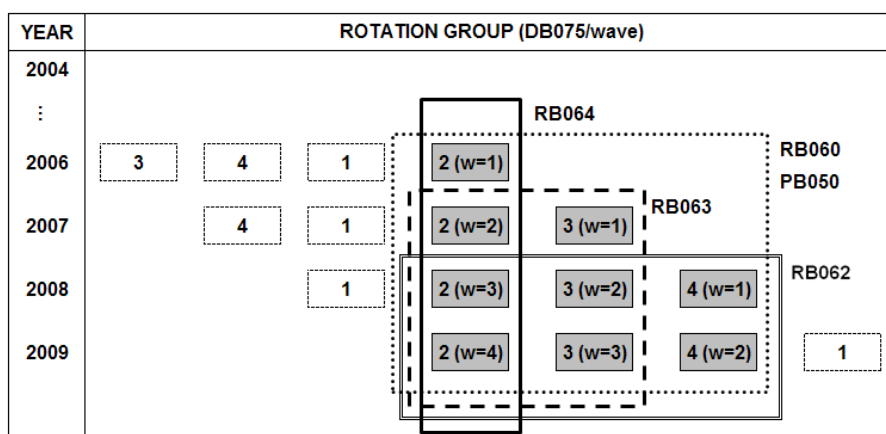 YEAR ROTATION GROUP (DB075/wave)
2004
⋮ RB064
2006 3 4 1 2 (w=1) RB060
PB050
2007 4 1 2 (w=2) 3 (w=1) RB063
2008 1 2 (w=3) 3 (w=2) 4 (w=1) RB062
2009 2 (w=4) 3 (w=3) 4 (w=2) 1